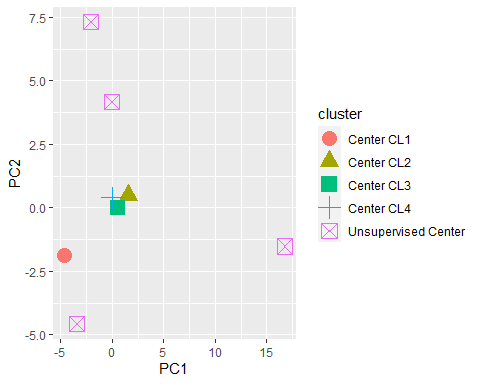 7.5
5.0
2.5
0.0
-2.5
-5.0
PC2
-5 0 5 10 15
PC1
cluster
Center CL1
Center CL2
Center CL3
Center CL4
Unsupervised Center